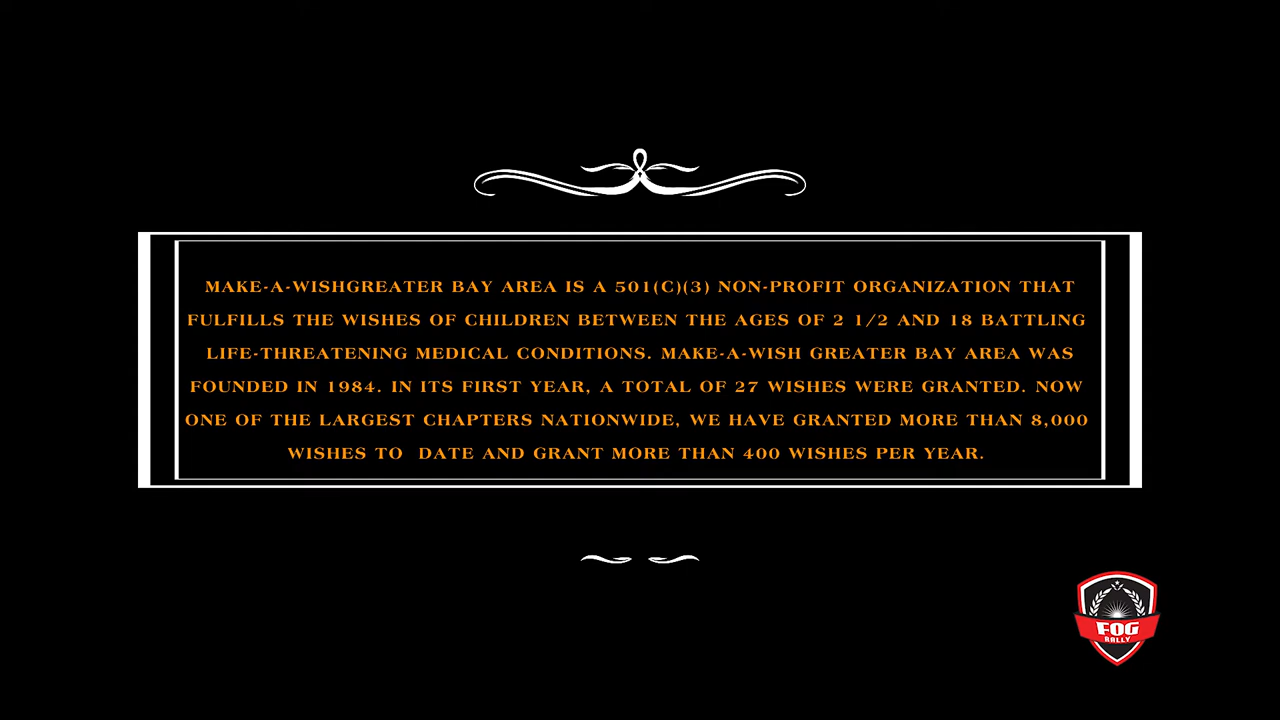 MAKE-A-WISHGREATER BAY AREA IS A 501(C)(3) NON-PROFIT ORGANIZATION THAT
FULFILLS THE WISHES OF CHILDREN BETWEEN THE AGES OF 2 1/2 AND 18 BATTLING
LIFE-THREATENING MEDICAL CONDITIONS. MAKE-A-WISH GREATER BAY AREA WAS
FOUNDED IN 1984. IN ITS FIRST YEAR, A TOTAL OF 27 WISHES WERE GRANTED. NOW
ONE OF THE LARGEST CHAPTERS NATIONWIDE, WE HAVE GRANTED MORE THAN 8,000
WISHES TO  DATE AND GRANT MORE THAN 400 WISHES PER YEAR.
FOG
RALLY